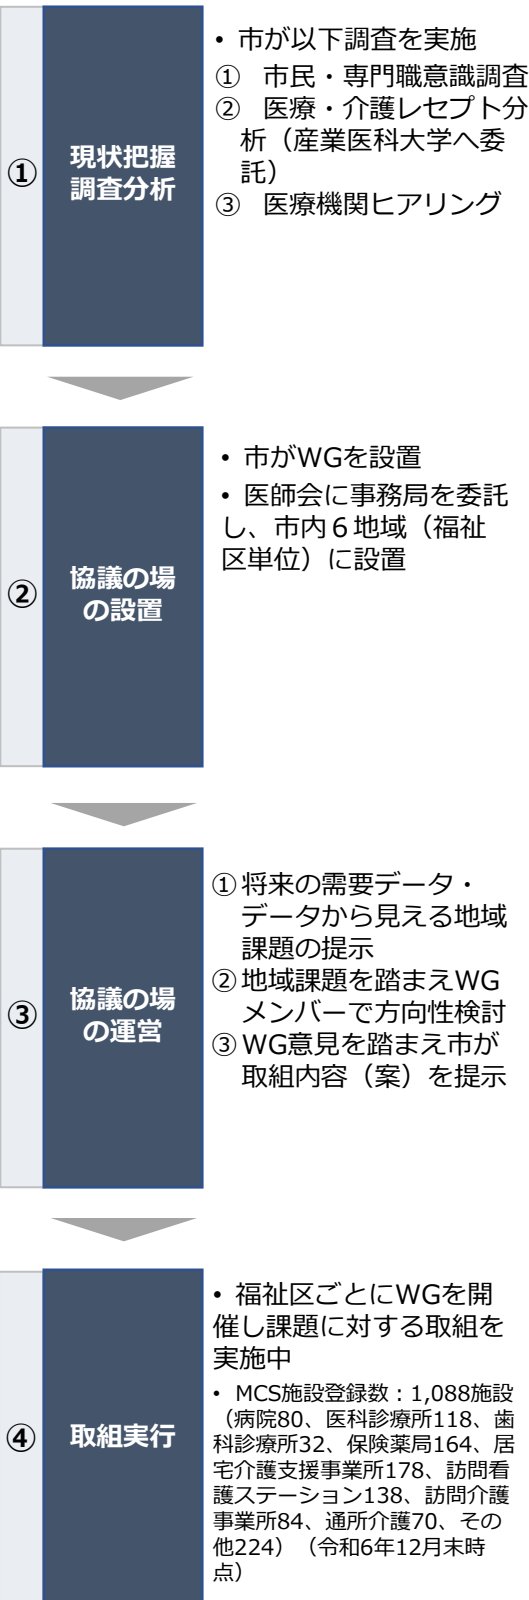 ①
現状把握
調査分析
• 市が以下調査を実施
① 市民・専門職意識調査
② 医療・介護レセプト分
析（産業医科大学へ委
託）
③ 医療機関ヒアリング
②
協議の場
の設置
• 市がWGを設置
• 医師会に事務局を委託
し、市内６地域（福祉
区単位）に設置
③
協議の場
の運営
①将来の需要データ・
データから見える地域
課題の提示
②地域課題を踏まえWG
メンバーで方向性検討
③WG意見を踏まえ市が
取組内容（案）を提示
④
取組実行
• 福祉区ごとにWGを開
催し課題に対する取組を
実施中
• MCS施設登録数：1,088施設
（病院80、医科診療所118、歯
科診療所32、保険薬局164、居
宅介護支援事業所178、訪問看
護ステーション138、訪問介護
事業所84、通所介護70、その
他224）（令和6年12月末時
点）